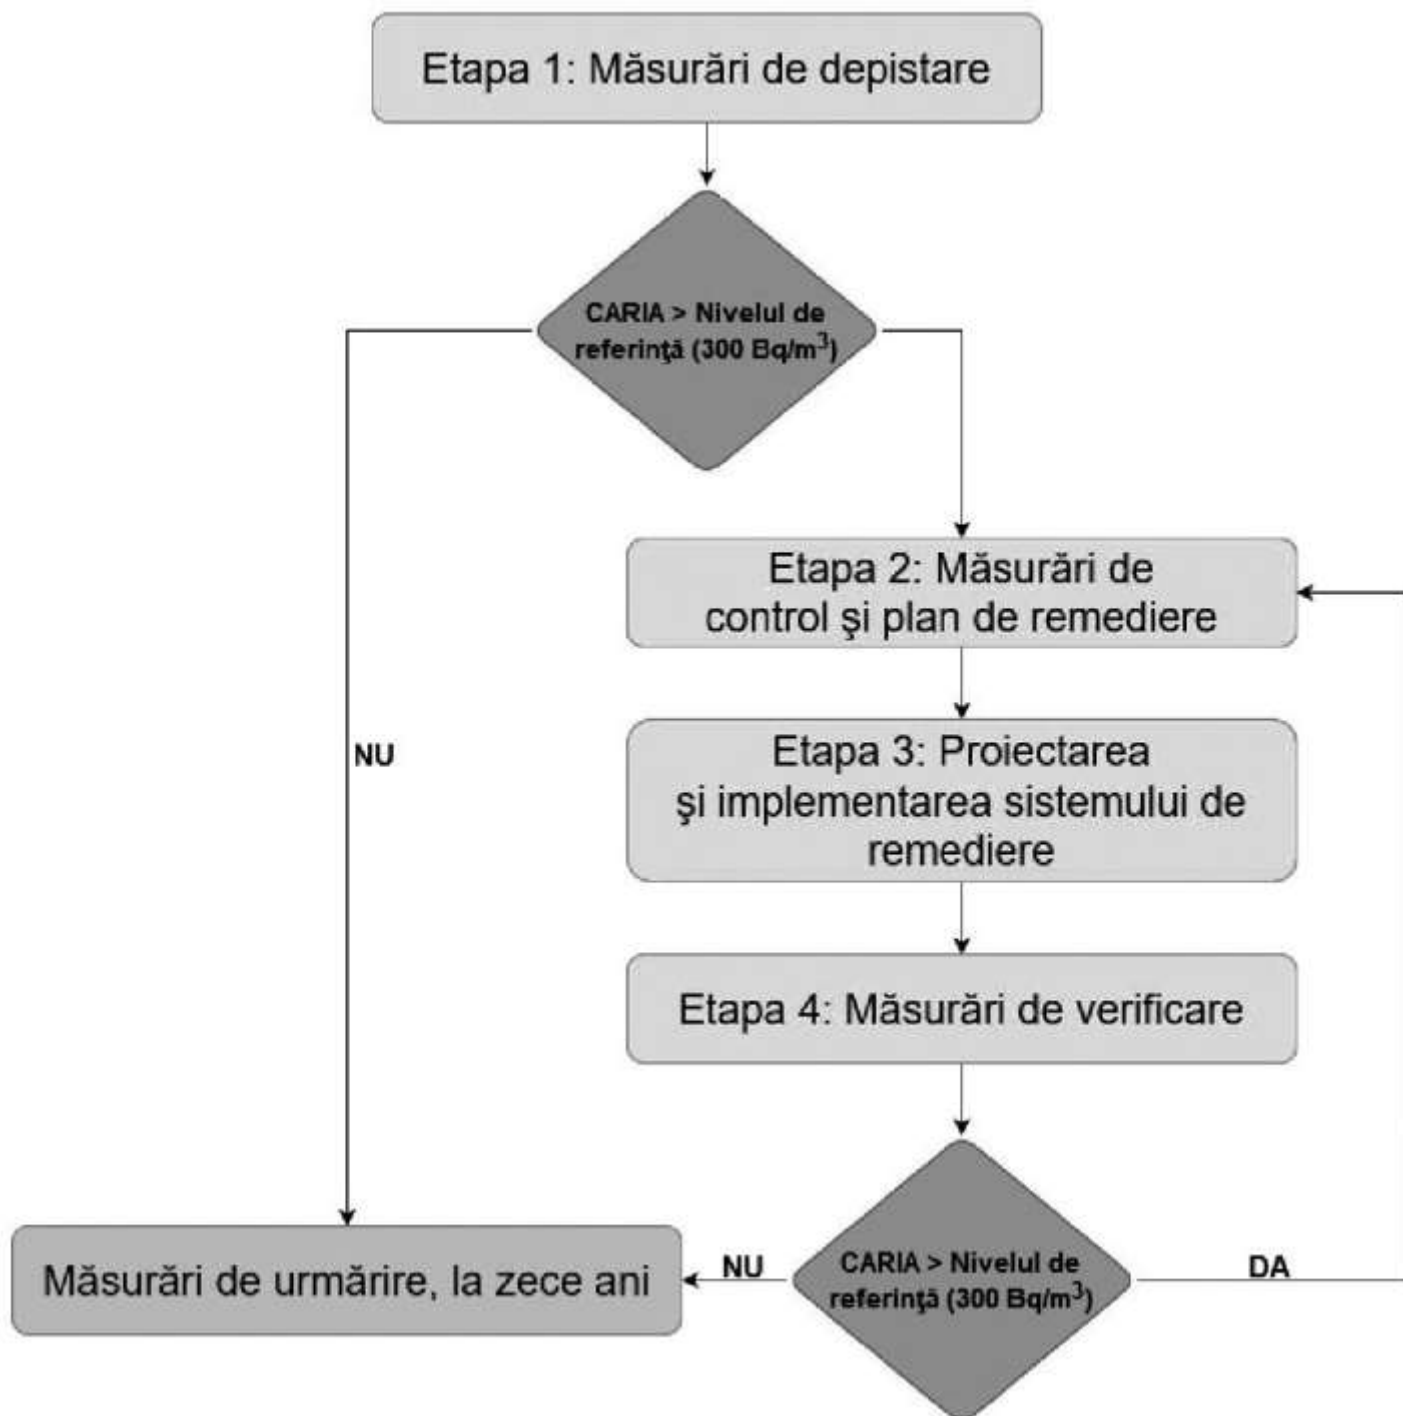 Etapa 1: Măsurări de depistare
CARIA > Nivelul de
referinţă (300 Bq/m³)
Etapa 2: Măsurări de
control şi plan de remediere
Etapa 3: Proiectarea
şi implementarea sistemului de
remediere
NU
Etapa 4: Măsurări de verificare
CARIA > Nivelul de
referinţă (300 Bq/m³)
NU
DA
Măsurări de urmărire, la zece ani